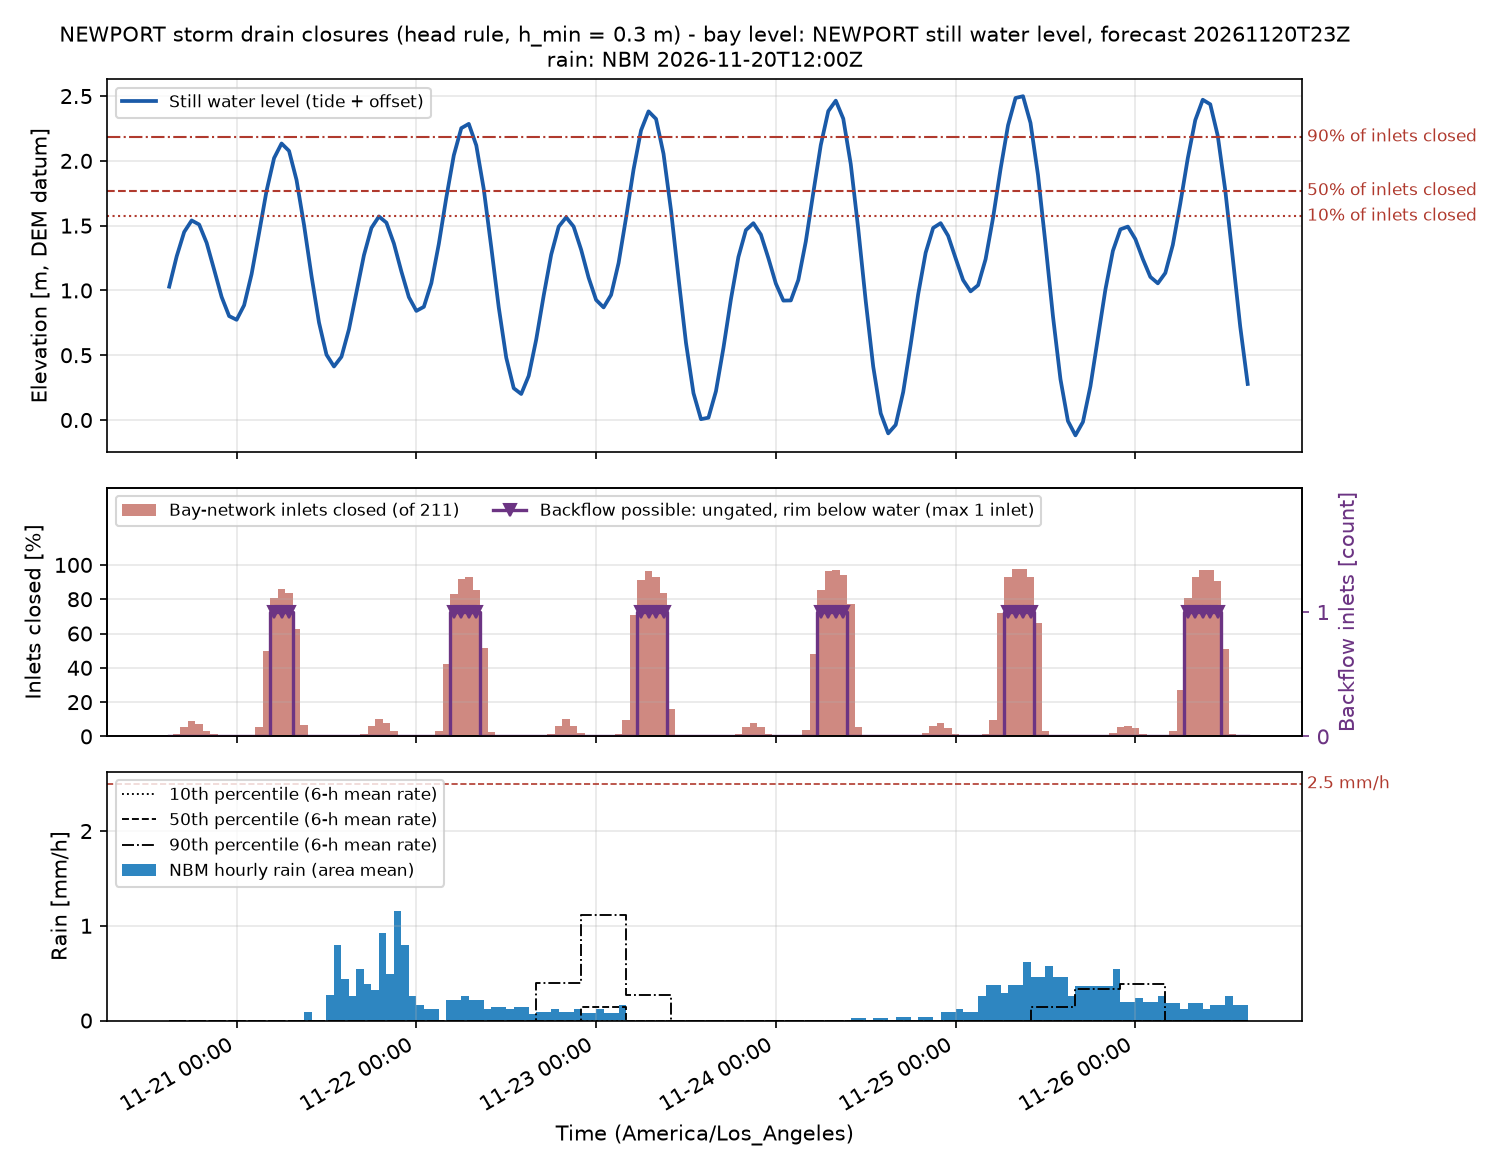 NEWPORT storm drain closures (head rule, h_min = 0.3 m) - bay level: NEWPORT still water level, forecast 20261120T23Z
rain: NBM 2026-11-20T12:00Z
Elevation [m, DEM datum]
2.5
2.0
1.5
1.0
0.5
0.0
Still water level (tide + offset)
90% of inlets closed
50% of inlets closed
10% of inlets closed
Inlets closed [%]
100
80
60
40
20
0
Bay-network inlets closed (of 211)
Backflow possible: ungated, rim below water (max 1 inlet)
1
0
Backflow inlets [count]
Rain [mm/h]
2
1
0
10th percentile (6-h mean rate)
50th percentile (6-h mean rate)
90th percentile (6-h mean rate)
NBM hourly rain (area mean)
2.5 mm/h
11-21 00:00
11-22 00:00
11-23 00:00
11-24 00:00
11-25 00:00
11-26 00:00
Time (America/Los_Angeles)